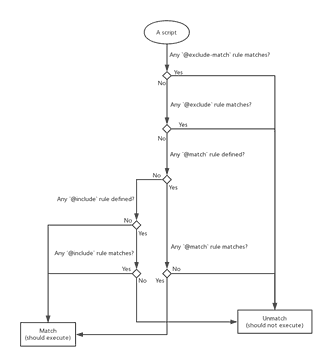 A script
Any `@exclude-match` rule matches?
Yes
No
Any `@exclude` rule matches?
Yes
No
Any `@match` rule defined?
No
Yes
Any `@include` rule defined?
No
Yes
Any `@include` rule matches?
Any `@match` rule matches?
Yes
No
Yes
No
Unmatch
(should not execute)
Match
(should execute)